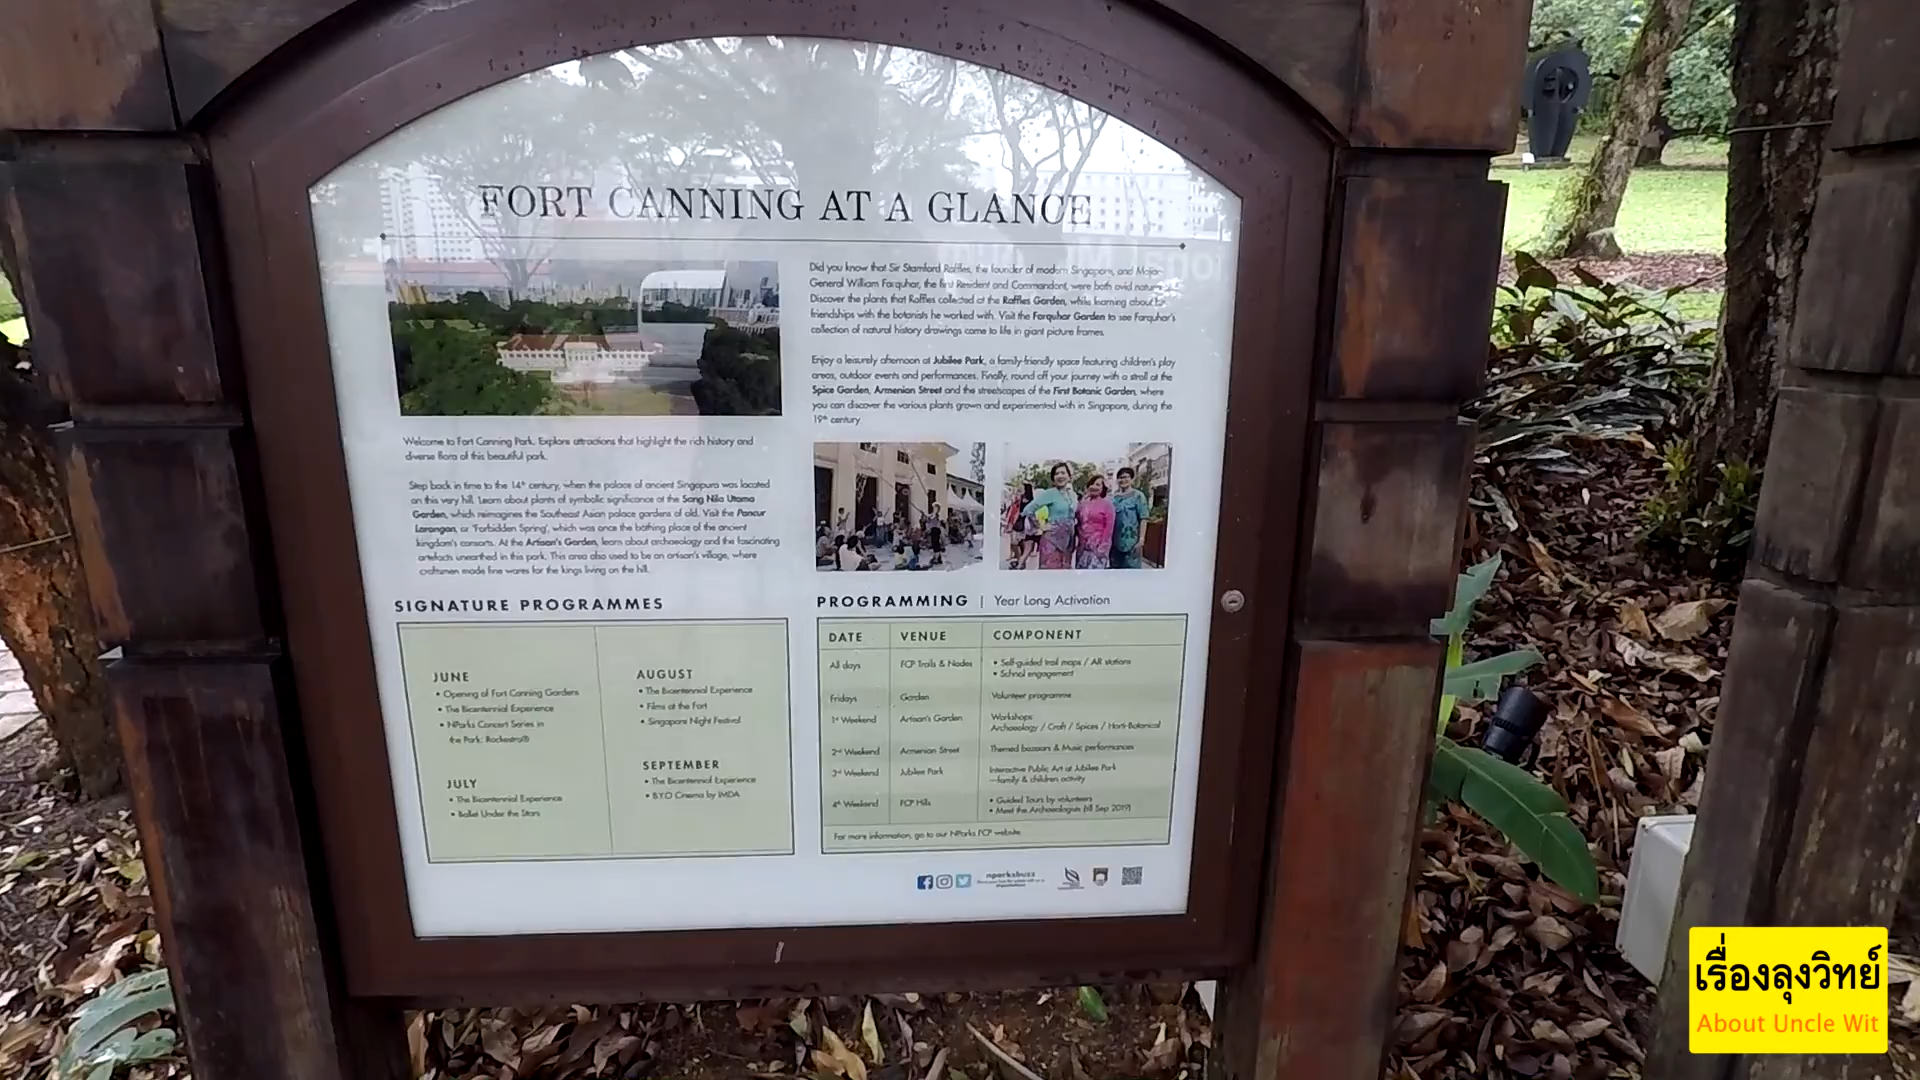 FORT CANNING AT A GLANCE
Welcome to Fort Canning Park. Explore attractions that highlight the rich history and
diverse flora of this beautiful park.
Step back in time to the 14th century, when the palace of ancient Singapura was located
on this very hill. Learn about plants of symbolic significance at the Sang Nila Utama
Garden, which reimagines the Southeast Asian palace gardens of old. Visit the Pancur
Larangan, or 'Forbidden Spring', which was once the bathing place of the ancient
kingdom's consorts. At the Artisan's Garden, learn about archaeology and the fascinating
artefacts unearthed in this park. This area also used to be an artisan's village, where
craftsmen made fine wares for the kings living on the hill.
Did you know that Sir Stamford Raffles, the founder of modern Singapore, and Major-
General William Farquhar, the first Resident and Commandant, were both avid
Discover the plants that Raffles collected at the Raffles Garden, while learning about
friendships with the botanists he worked with. Visit the Farquhar Garden to see Farquhar's
collection of natural history drawings come to life in giant picture frames.
Enjoy a leisurely afternoon at Jubilee Park, a family-friendly space featuring children's play
areas, outdoor events and performances. Finally, round off your journey with a stroll at the
Spice Garden, Armenian Street and the streetscapes of the First Botanic Garden, where
you can discover the various plants grown and experimented with in Singapore, during the
19th century
SIGNATURE PROGRAMMES
JUNE
• Opening of Fort Canning Gardens
• The Bicentennial Experience
• NParks Concert Series in
the Park: Rockestra®
JULY
• The Bicentennial Experience
• Ballet Under the Stars
AUGUST
• The Bicentennial Experience
• Films at the Fort
• Singapore Night Festival
SEPTEMBER
• The Bicentennial Experience
• B.Y.O Cinema by IMDA
PROGRAMMING | Year Long Activation
DATE VENUE COMPONENT
All days FCP Trails & Nodes • Self-guided trail maps / AR stations
• School engagement
Fridays Garden Volunteer programme
1st Weekend Artisan's Garden Workshops:
Archaeology / Craft / Spices / Horti-Botanical
2nd Weekend Armenian Street Themed bazaars & Music performances
3rd Weekend Jubilee Park Interactive Public Art at Jubilee Park
—family & children activity
4th Weekend FCP Hills • Guided Tours by volunteers
• Meet the Archaeologists (till Sep 2019)
For more information, go to our NParks FCP website
nparksbuzz
เรื่องลุงวิทย์
About Uncle Wit